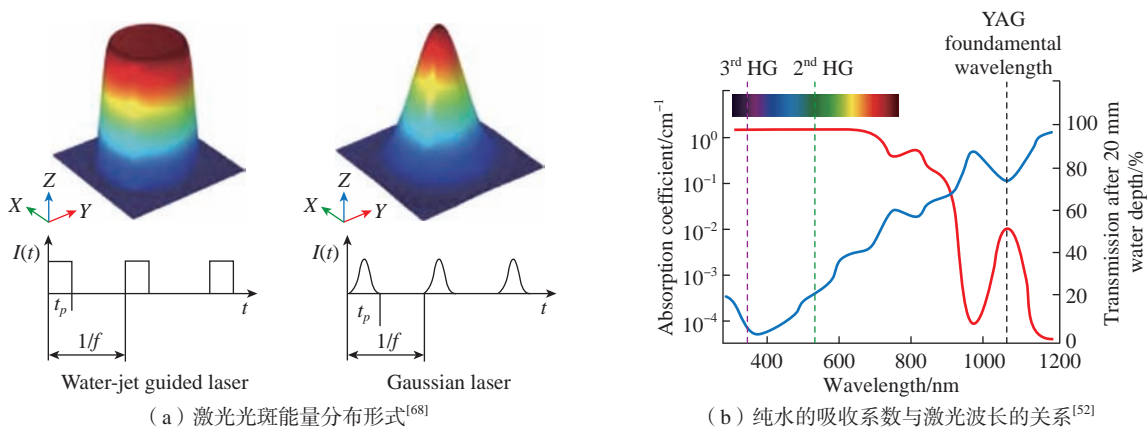 Z
X
Y
I(t)
t_p
t
1/f
Water-jet guided laser
Z
X
Y
I(t)
t_p
t
1/f
Gaussian laser
（a）激光光斑能量分布形式[68]
YAG
foundamental
wavelength
3rd HG
2nd HG
Absorption coefficient/cm−1
10^0
10^−1
10^−2
10^−3
10^−4
400
600
800
1000
1200
Wavelength/nm
100
80
60
40
20
0
Transmission after 20 mm
water depth/%
（b）纯水的吸收系数与激光波长的关系[52]